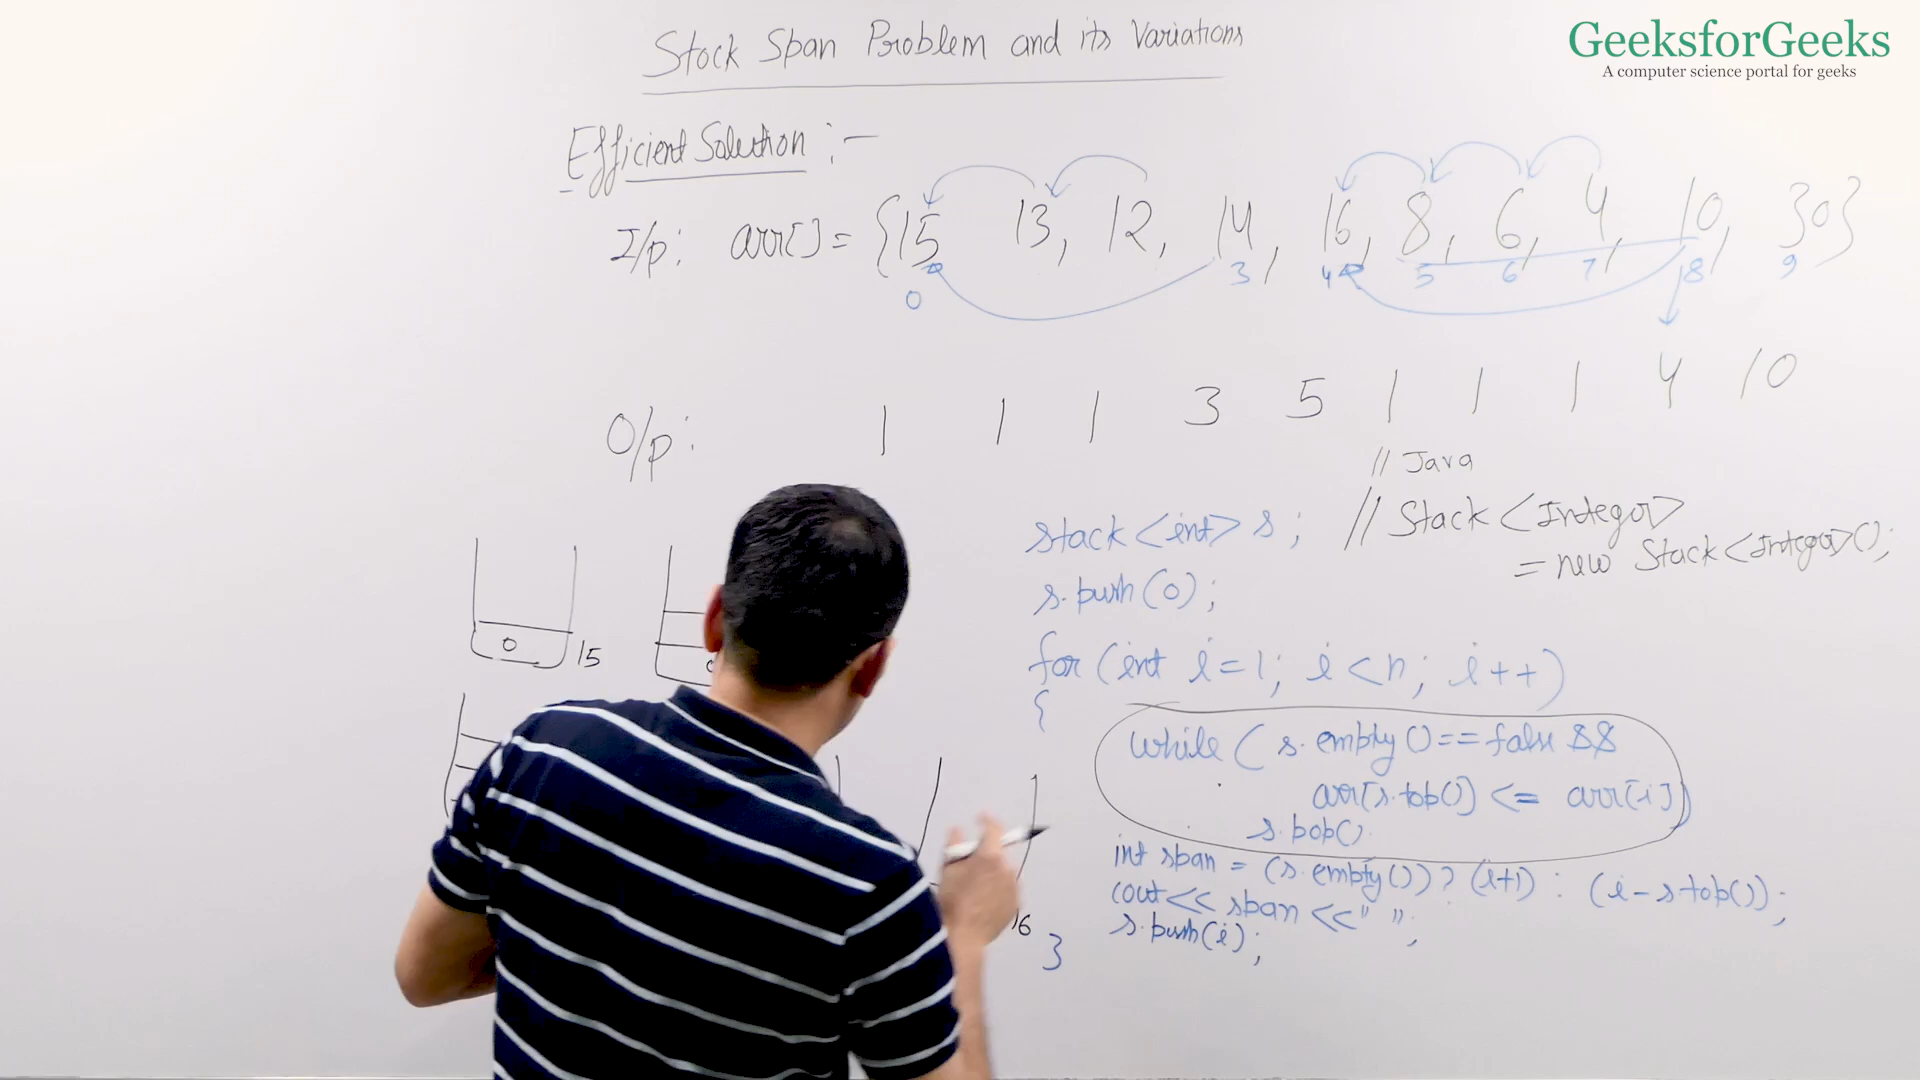 GeeksforGeeks
A computer science portal for geeks
Stock Span Problem and its Variations
Efficient Solution :-
I/p: arr[] = {15 13, 12, 14, 16, 8, 6, 4, 10, 30}
0 3 4 5 6 7 8 9
O/p: 1 1 1 3 5 1 1 1 4 10
// Java
stack <int> s ; // Stack <Integer>
= new Stack<Integer>();
s.push(0);
for (int i=1; i<n; i++)
{
while ( s.empty()==false &&
arr[s.top()] <= arr[i])
s.pop()
int span = (s.empty())? (i+1) : (i-s.top());
cout<< span <<" ";
s.push(i);
}
0 15
16